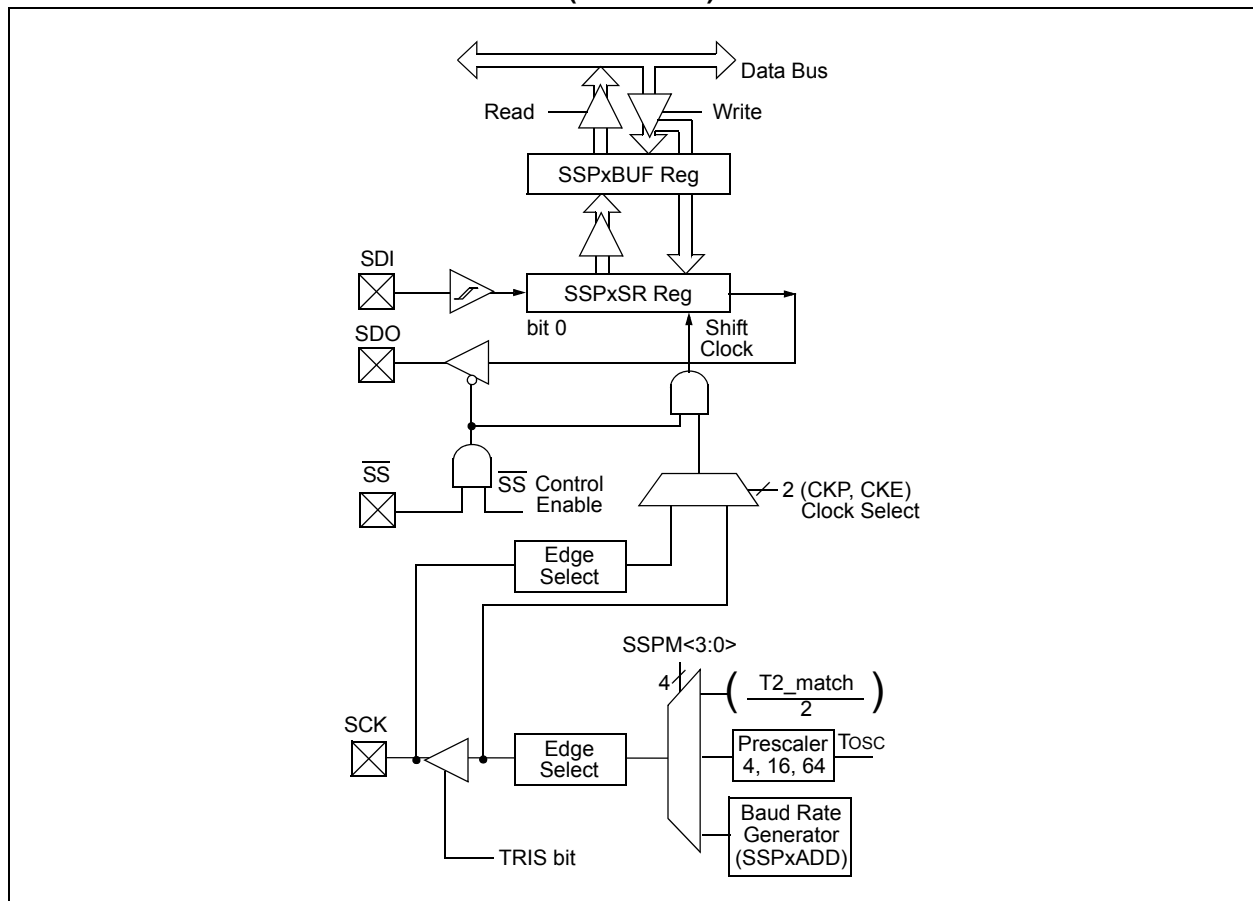 Data Bus
Read
Write
SSPxBUF Reg
SDI
SSPxSR Reg
bit 0
Shift
Clock
SDO
SS
SS Control
Enable
2 (CKP, CKE)
Clock Select
Edge
Select
SSPM<3:0>
4
( T2_match
2 )
SCK
Edge
Select
Prescaler
4, 16, 64
TOSC
Baud Rate
Generator
(SSPxADD)
TRIS bit